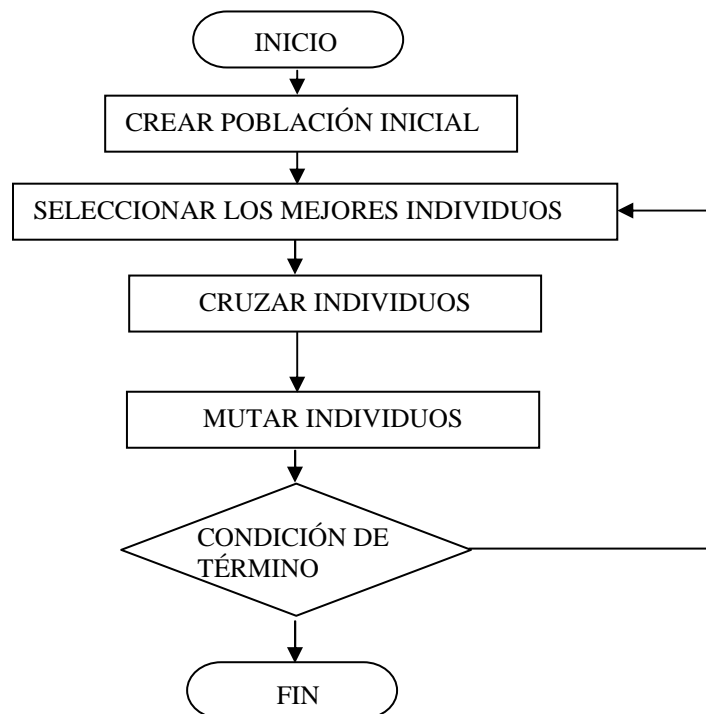 INICIO
CREAR POBLACIÓN INICIAL
SELECCIONAR LOS MEJORES INDIVIDUOS
CRUZAR INDIVIDUOS
MUTAR INDIVIDUOS
CONDICIÓN DE
TÉRMINO
FIN